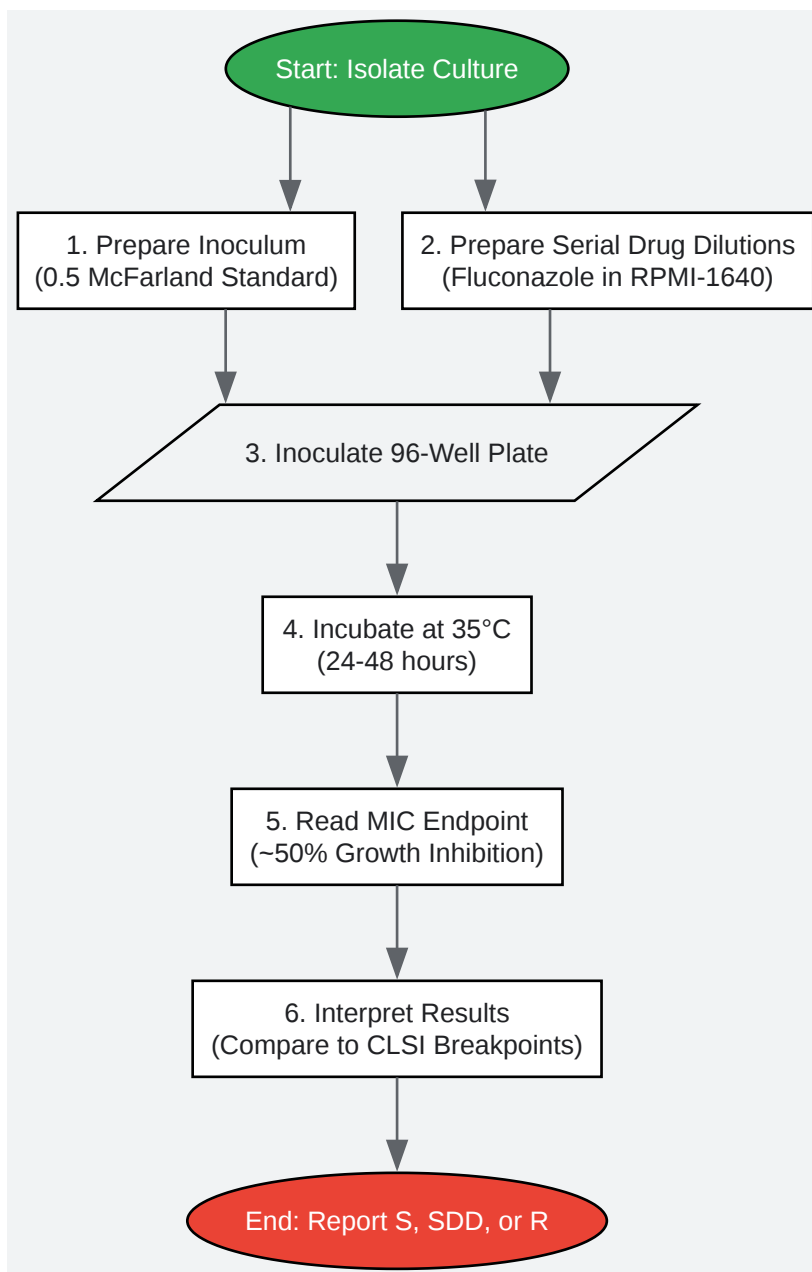 Start: Isolate Culture
1. Prepare Inoculum
(0.5 McFarland Standard)
2. Prepare Serial Drug Dilutions
(Fluconazole in RPMI-1640)
3. Inoculate 96-Well Plate
4. Incubate at 35°C
(24-48 hours)
5. Read MIC Endpoint
(~50% Growth Inhibition)
6. Interpret Results
(Compare to CLSI Breakpoints)
End: Report S, SDD, or R